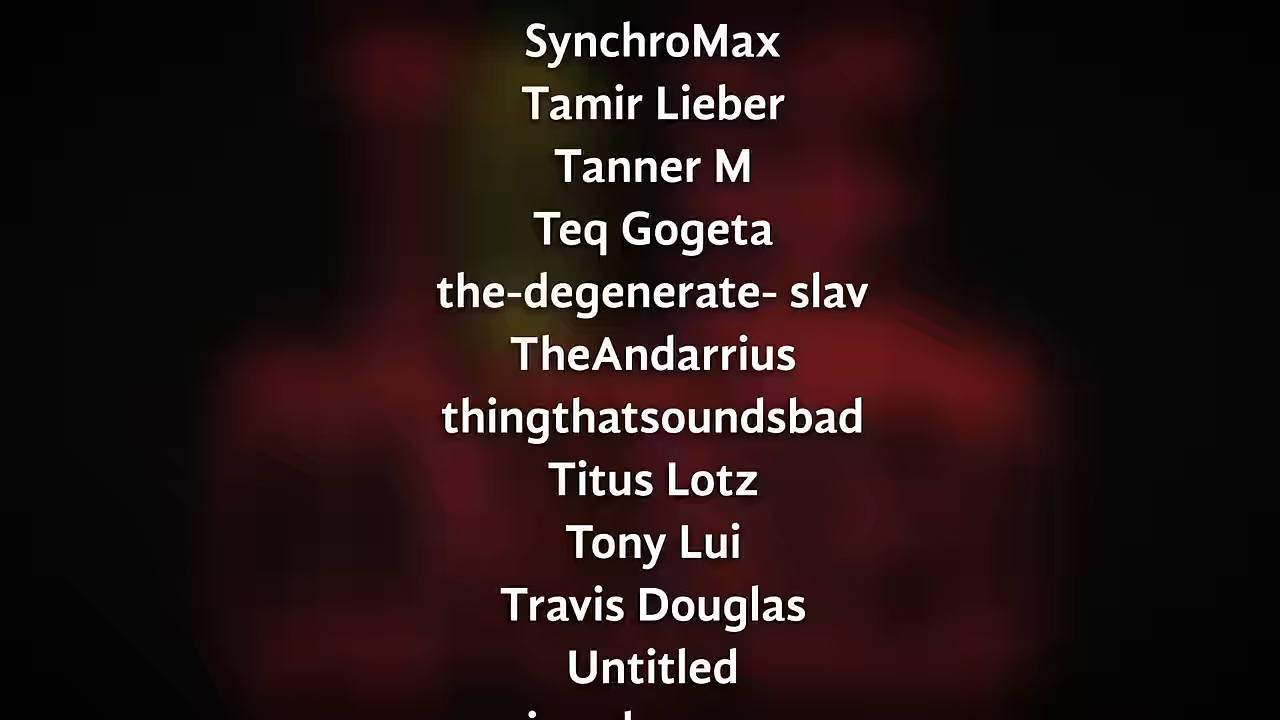 SynchroMax
Tamir Lieber
Tanner M
Teq Gogeta
the-degenerate- slav
TheAndarrius
thingthatsoundsbad
Titus Lotz
Tony Lui
Travis Douglas
Untitled